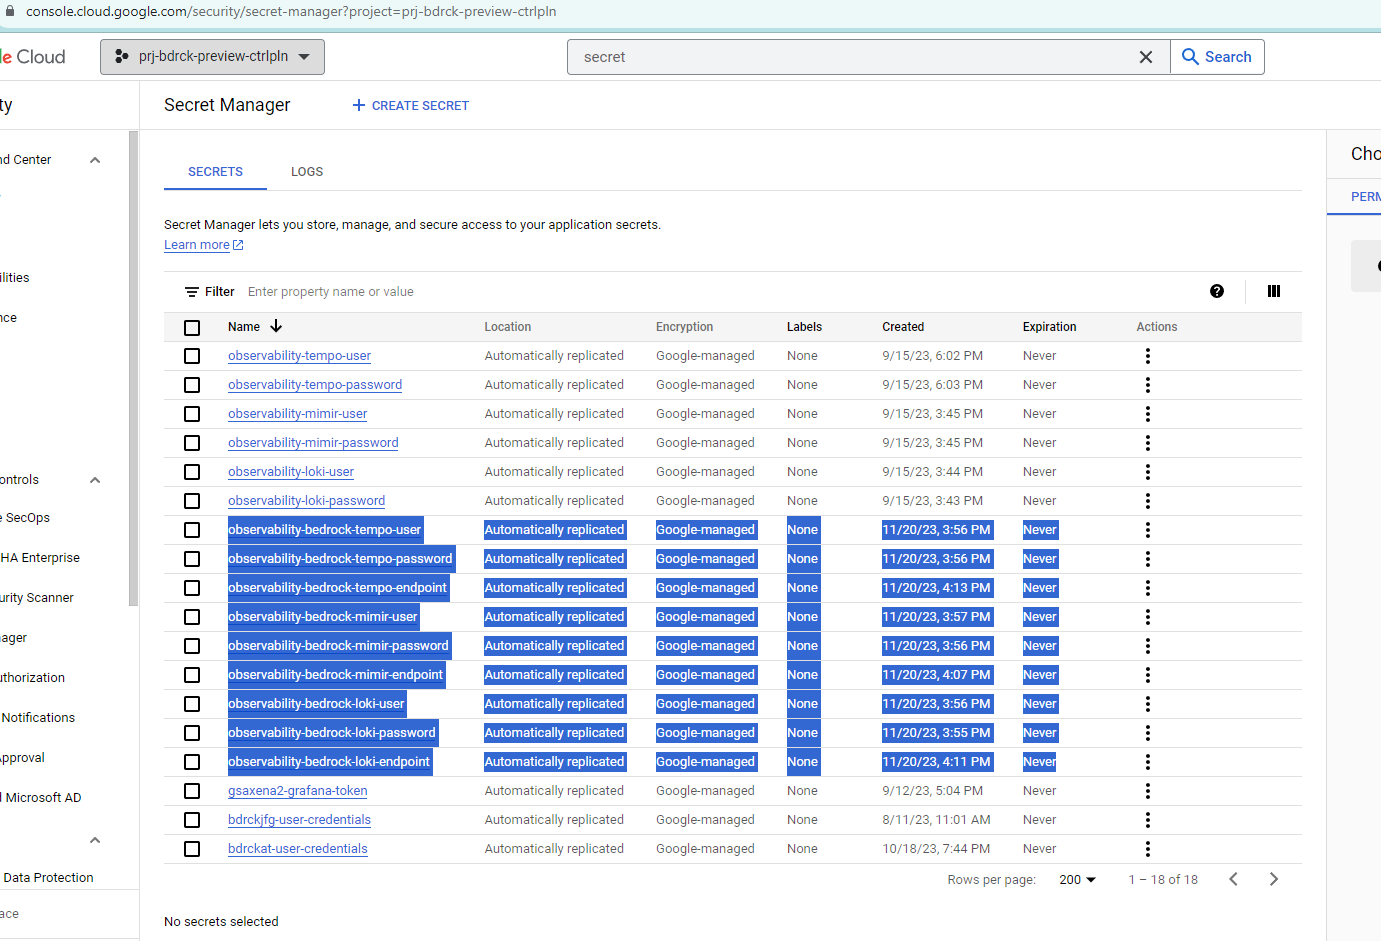 console.cloud.google.com/security/secret-manager?project=prj-bdrck-preview-ctrlpln
le Cloud
prj-bdrck-preview-ctrlpln
secret
Search
ty
Secret Manager
CREATE SECRET
nd Center
SECRETS LOGS
Secret Manager lets you store, manage, and secure access to your application secrets.
Learn more
ilities
nce
ontrols
e SecOps
HA Enterprise
urity Scanner
nager
uthorization
Notifications
Approval
d Microsoft AD
Data Protection
ace
Filter Enter property name or value
Name Location Encryption Labels Created Expiration Actions
observability-tempo-user Automatically replicated Google-managed None 9/15/23, 6:02 PM Never
observability-tempo-password Automatically replicated Google-managed None 9/15/23, 6:03 PM Never
observability-mimir-user Automatically replicated Google-managed None 9/15/23, 3:45 PM Never
observability-mimir-password Automatically replicated Google-managed None 9/15/23, 3:45 PM Never
observability-loki-user Automatically replicated Google-managed None 9/15/23, 3:44 PM Never
observability-loki-password Automatically replicated Google-managed None 9/15/23, 3:43 PM Never
observability-bedrock-tempo-user Automatically replicated Google-managed None 11/20/23, 3:56 PM Never
observability-bedrock-tempo-password Automatically replicated Google-managed None 11/20/23, 3:56 PM Never
observability-bedrock-tempo-endpoint Automatically replicated Google-managed None 11/20/23, 4:13 PM Never
observability-bedrock-mimir-user Automatically replicated Google-managed None 11/20/23, 3:57 PM Never
observability-bedrock-mimir-password Automatically replicated Google-managed None 11/20/23, 3:56 PM Never
observability-bedrock-mimir-endpoint Automatically replicated Google-managed None 11/20/23, 4:07 PM Never
observability-bedrock-loki-user Automatically replicated Google-managed None 11/20/23, 3:56 PM Never
observability-bedrock-loki-password Automatically replicated Google-managed None 11/20/23, 3:55 PM Never
observability-bedrock-loki-endpoint Automatically replicated Google-managed None 11/20/23, 4:11 PM Never
gsaxena2-grafana-token Automatically replicated Google-managed None 9/12/23, 5:04 PM Never
bdrckjfg-user-credentials Automatically replicated Google-managed None 8/11/23, 11:01 AM Never
bdrckat-user-credentials Automatically replicated Google-managed None 10/18/23, 7:44 PM Never
Rows per page: 200 1 – 18 of 18
No secrets selected
Cho
PERM